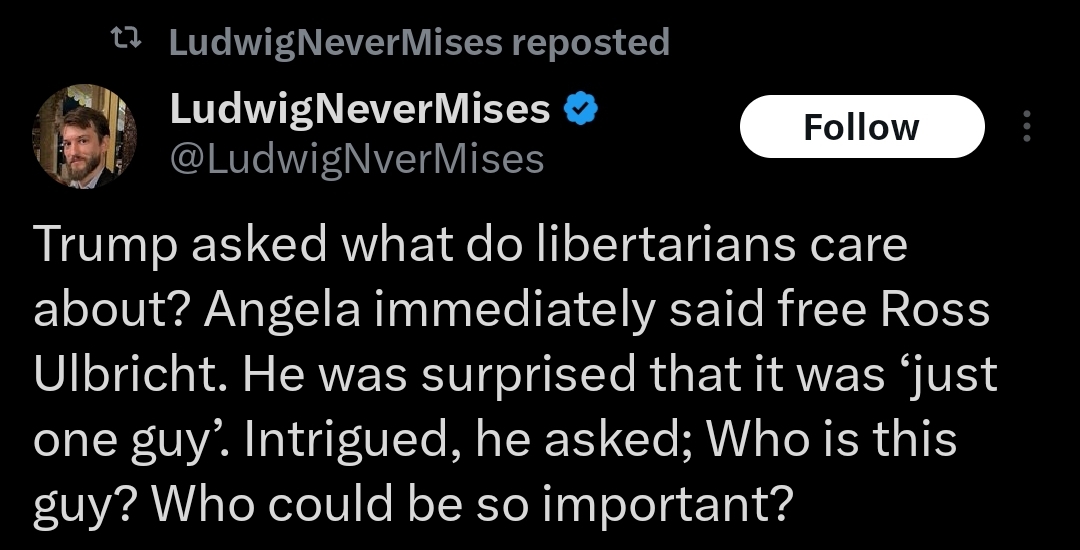 LudwigNeverMises reposted
LudwigNeverMises
@LudwigNverMises
Follow
Trump asked what do libertarians care
about? Angela immediately said free Ross
Ulbricht. He was surprised that it was ‘just
one guy’. Intrigued, he asked; Who is this
guy? Who could be so important?